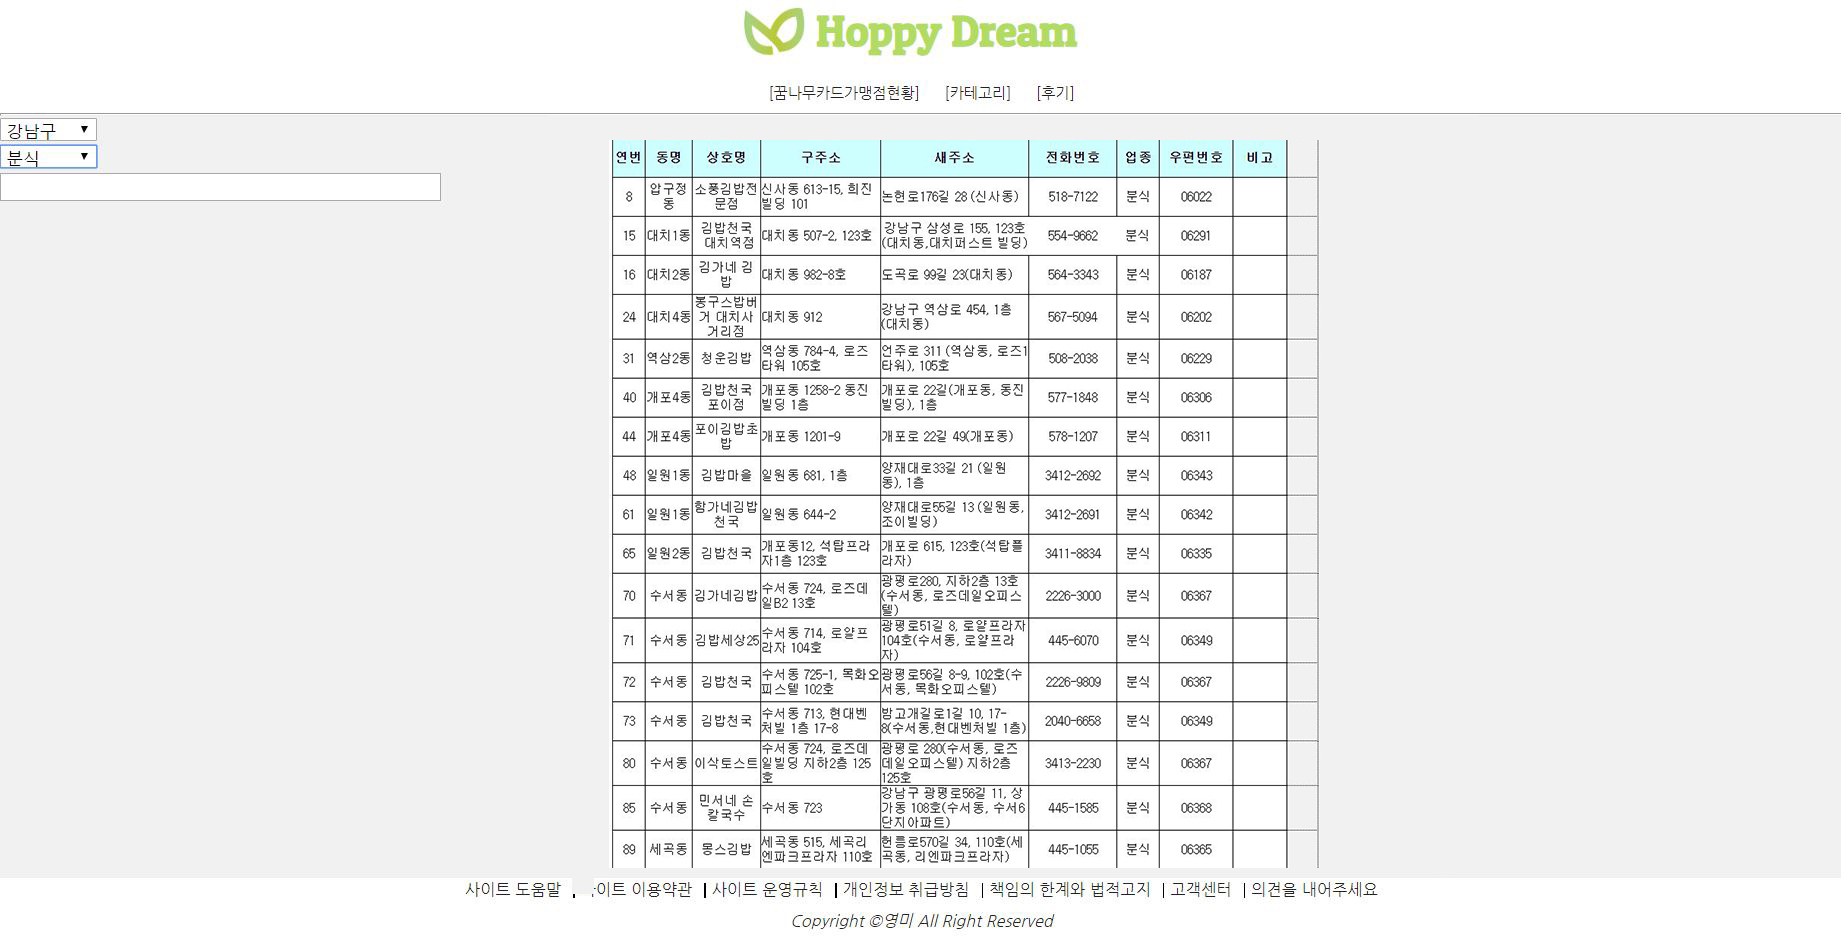 Hoppy Dream
[꿈나무카드가맹점현황] [카테고리] [후기]
강남구
분식
연번 동명 상호명 구주소 새주소 전화번호 업종 우편번호 비고
8 압구정동 소풍김밥전문점 신사동 613-15, 희진빌딩 101 논현로176길 28 (신사동) 518-7122 분식 06022
15 대치1동 김밥천국 대치역점 대치동 507-2, 123호 강남구 삼성로 155, 123호(대치동,대치퍼스트 빌딩) 554-9662 분식 06291
16 대치2동 김가네 김밥 대치동 982-8호 도곡로 99길 23(대치동) 564-3343 분식 06187
24 대치4동 봉구스밥버거 대치사거리점 대치동 912 강남구 역삼로 454, 1층 (대치동) 567-5094 분식 06202
31 역삼2동 청운김밥 역삼동 784-4, 로즈타워 105호 언주로 311 (역삼동, 로즈1타워), 105호 508-2038 분식 06229
40 개포4동 김밥천국 포이점 개포동 1258-2 동진빌딩 1층 개포로 22길(개포동, 동진빌딩), 1층 577-1848 분식 06306
44 개포4동 포이김밥초밥 개포동 1201-9 개포로 22길 49(개포동) 578-1207 분식 06311
48 일원1동 김밥마을 일원동 681, 1층 양재대로33길 21 (일원동), 1층 3412-2692 분식 06343
61 일원1동 함가네김밥천국 일원동 644-2 양재대로55길 13 (일원동, 조이빌딩) 3412-2691 분식 06342
65 일원2동 김밥천국 개포동12, 석탑프라자1층 123호 개포로 615, 123호(석탑플라자) 3411-8834 분식 06335
70 수서동 김가네김밥 수서동 724, 로즈데일B2 13호 광평로280, 지하2층 13호(수서동, 로즈데일오피스텔) 2226-3000 분식 06367
71 수서동 김밥세상25 수서동 714, 로얄프라자 104호 광평로51길 8, 로얄프라자 104호(수서동, 로얄프라자) 445-6070 분식 06349
72 수서동 김밥천국 수서동 725-1, 목화오피스텔 102호 광평로56길 8-9, 102호(수서동, 목화오피스텔) 2226-9809 분식 06367
73 수서동 김밥천국 수서동 713, 현대벤처빌 1층 17-8 밤고개길로1길 10, 17-8(수서동,현대벤처빌 1층) 2040-6658 분식 06349
80 수서동 이삭토스트 수서동 724, 로즈데일빌딩 지하2층 125호 광평로 280(수서동, 로즈데일오피스텔) 지하2층 125호 3413-2230 분식 06367
85 수서동 민서네 손칼국수 수서동 723 강남구 광평로56길 11, 상가동 108호(수서동, 수서6단지아파트) 445-1585 분식 06368
89 세곡동 몽스김밥 세곡동 515, 세곡리엔파크프라자 110호 헌릉로570길 34, 110호(세곡동, 리엔파크프라자) 445-1055 분식 06365
사이트 도움말 | 이트 이용약관 | 사이트 운영규칙 | 개인정보 취급방침 | 책임의 한계와 법적고지 | 고객센터 | 의견을 내어주세요
Copyright ©영미 All Right Reserved